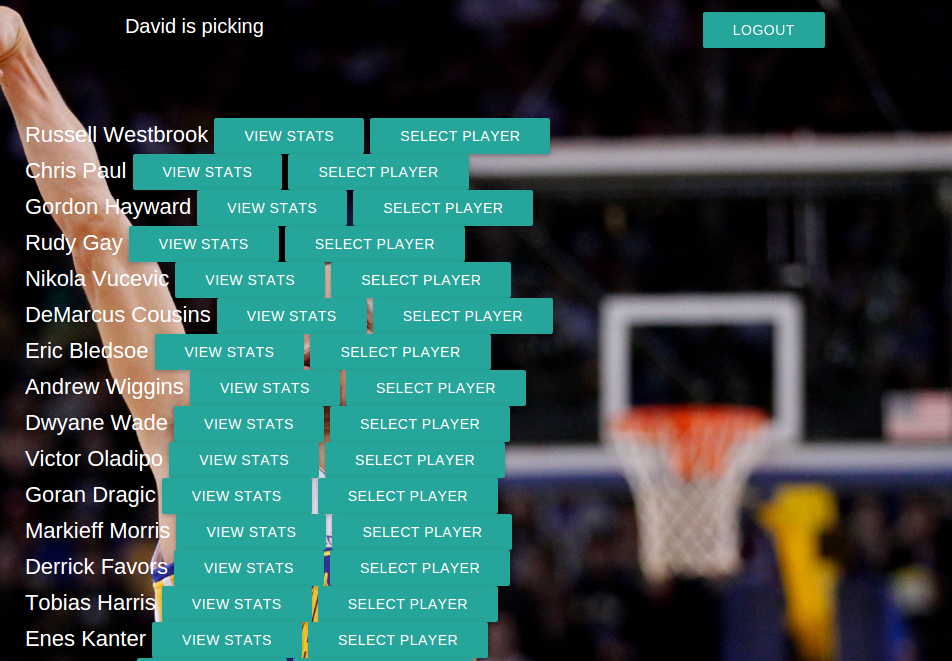 David is picking LOGOUT
Russell Westbrook VIEW STATS SELECT PLAYER
Chris Paul VIEW STATS SELECT PLAYER
Gordon Hayward VIEW STATS SELECT PLAYER
Rudy Gay VIEW STATS SELECT PLAYER
Nikola Vucevic VIEW STATS SELECT PLAYER
DeMarcus Cousins VIEW STATS SELECT PLAYER
Eric Bledsoe VIEW STATS SELECT PLAYER
Andrew Wiggins VIEW STATS SELECT PLAYER
Dwyane Wade VIEW STATS SELECT PLAYER
Victor Oladipo VIEW STATS SELECT PLAYER
Goran Dragic VIEW STATS SELECT PLAYER
Markieff Morris VIEW STATS SELECT PLAYER
Derrick Favors VIEW STATS SELECT PLAYER
Tobias Harris VIEW STATS SELECT PLAYER
Enes Kanter VIEW STATS SELECT PLAYER